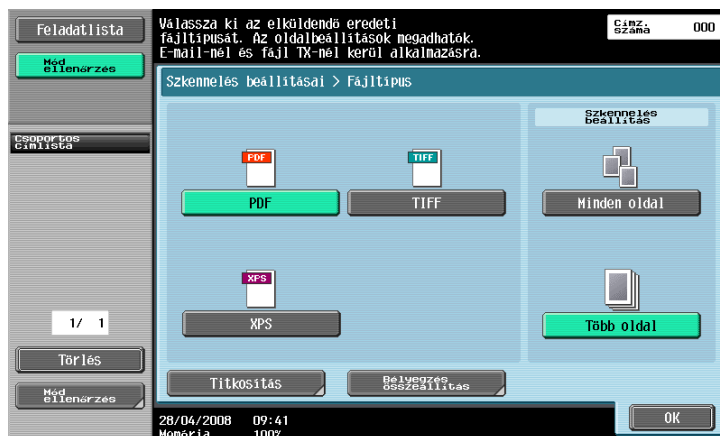 Feladatlista
Mód
ellenőrzés
Csoportos
címlista
1/ 1
Törlés
Mód
ellenőrzés
Válassza ki az elküldendő eredeti
fájltípusát. Az oldalbeállítások megadhatók.
E-mail-nél és fájl TX-nél kerül alkalmazásra.
Címz.
száma
000
Szkennelés beállításai > Fájltípus
PDF
PDF
TIFF
TIFF
XPS
XPS
Szkennelés
beállítás
Minden oldal
Több oldal
Titkosítás
Bélyegzés
összeállítás
28/04/2008 09:41
Memória 100%
OK